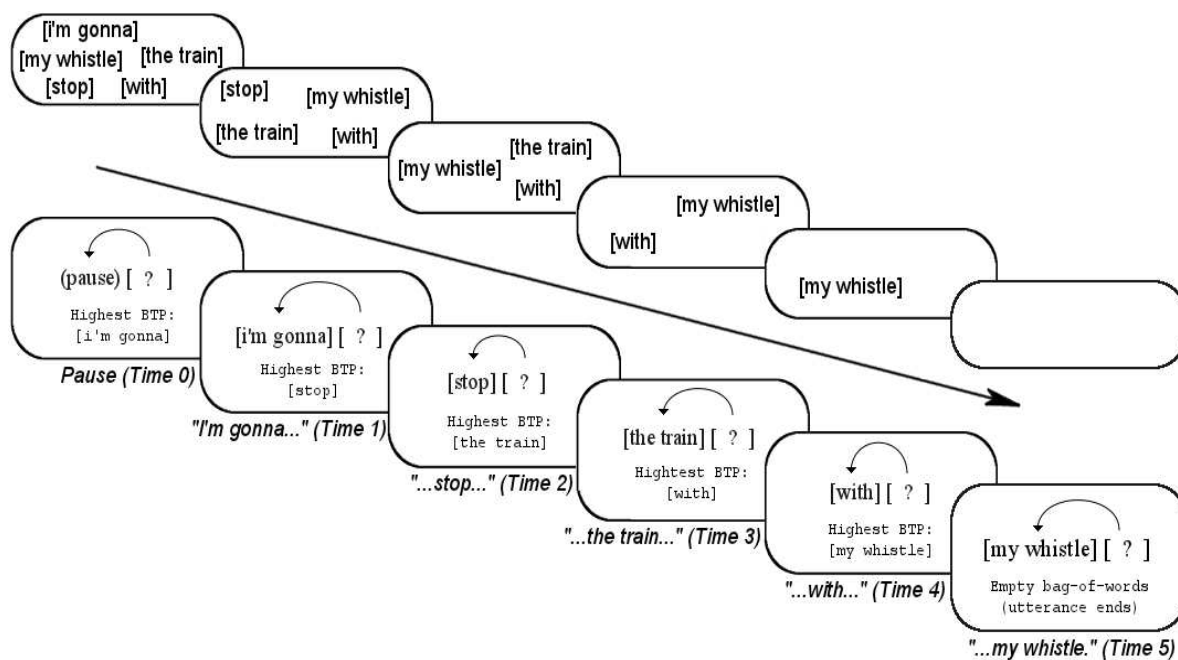 [i'm gonna]
[my whistle] [the train]
[stop] [with]
[stop] [my whistle]
[the train] [with]
[the train]
[my whistle]
[with]
[my whistle]
[with]
[my whistle]
(pause) [ ? ]
Highest BTP:
[i'm gonna]
Pause (Time 0)
[i'm gonna] [ ? ]
Highest BTP:
[stop]
"I'm gonna..." (Time 1)
[stop] [ ? ]
Highest BTP:
[the train]
"...stop..." (Time 2)
[the train] [ ? ]
Hightest BTP:
[with]
"...the train..." (Time 3)
[with] [ ? ]
Highest BTP:
[my whistle]
"...with..." (Time 4)
[my whistle] [ ? ]
Empty bag-of-words
(utterance ends)
"...my whistle." (Time 5)